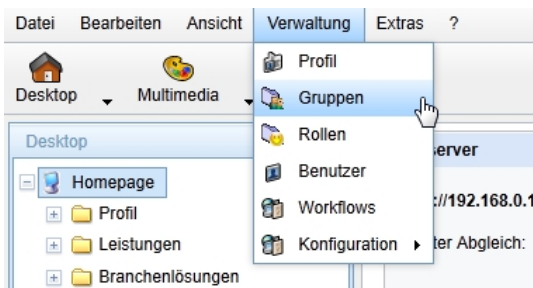 Datei Bearbeiten Ansicht Verwaltung Extras ?
Desktop Multimedia
Profil
Gruppen
Rollen
Benutzer
Workflows
Konfiguration
Desktop
Homepage
Profil
Leistungen
Branchenlösungen
erver
://192.168.0.1
ter Abgleich: